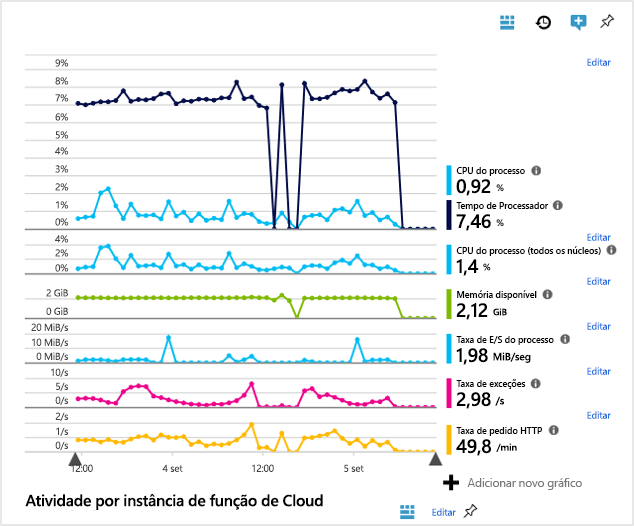 9%
Editar
8%
7%
6%
5%
4%
3%
CPU do processo
2%
0,92 %
1%
Tempo de Processador
0%
7,46 %
Editar
4%
CPU do processo (todos os núcleos)
2%
1,4 %
0%
Editar
2 GiB
Memória disponível
0 GiB
2,12 GiB
Editar
20 MiB/s
Taxa de E/S do processo
10 MiB/s
1,98 MiB/seg
0 MiB/s
Editar
10/s
Taxa de exceções
5/s
2,98 /s
0/s
Editar
2/s
Taxa de pedido HTTP
1/s
49,8 /min
0/s
12:00 4 set 12:00 5 set
Adicionar novo gráfico
Atividade por instância de função de Cloud
Editar